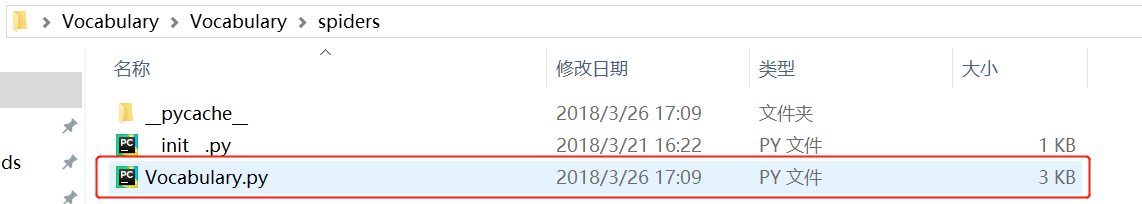 Vocabulary > Vocabulary > spiders
名称 修改日期 类型 大小
__pycache__ 2018/3/26 17:09 文件夹
__init__.py 2018/3/21 16:22 PY 文件 1 KB
ds Vocabulary.py 2018/3/26 17:09 PY 文件 3 KB